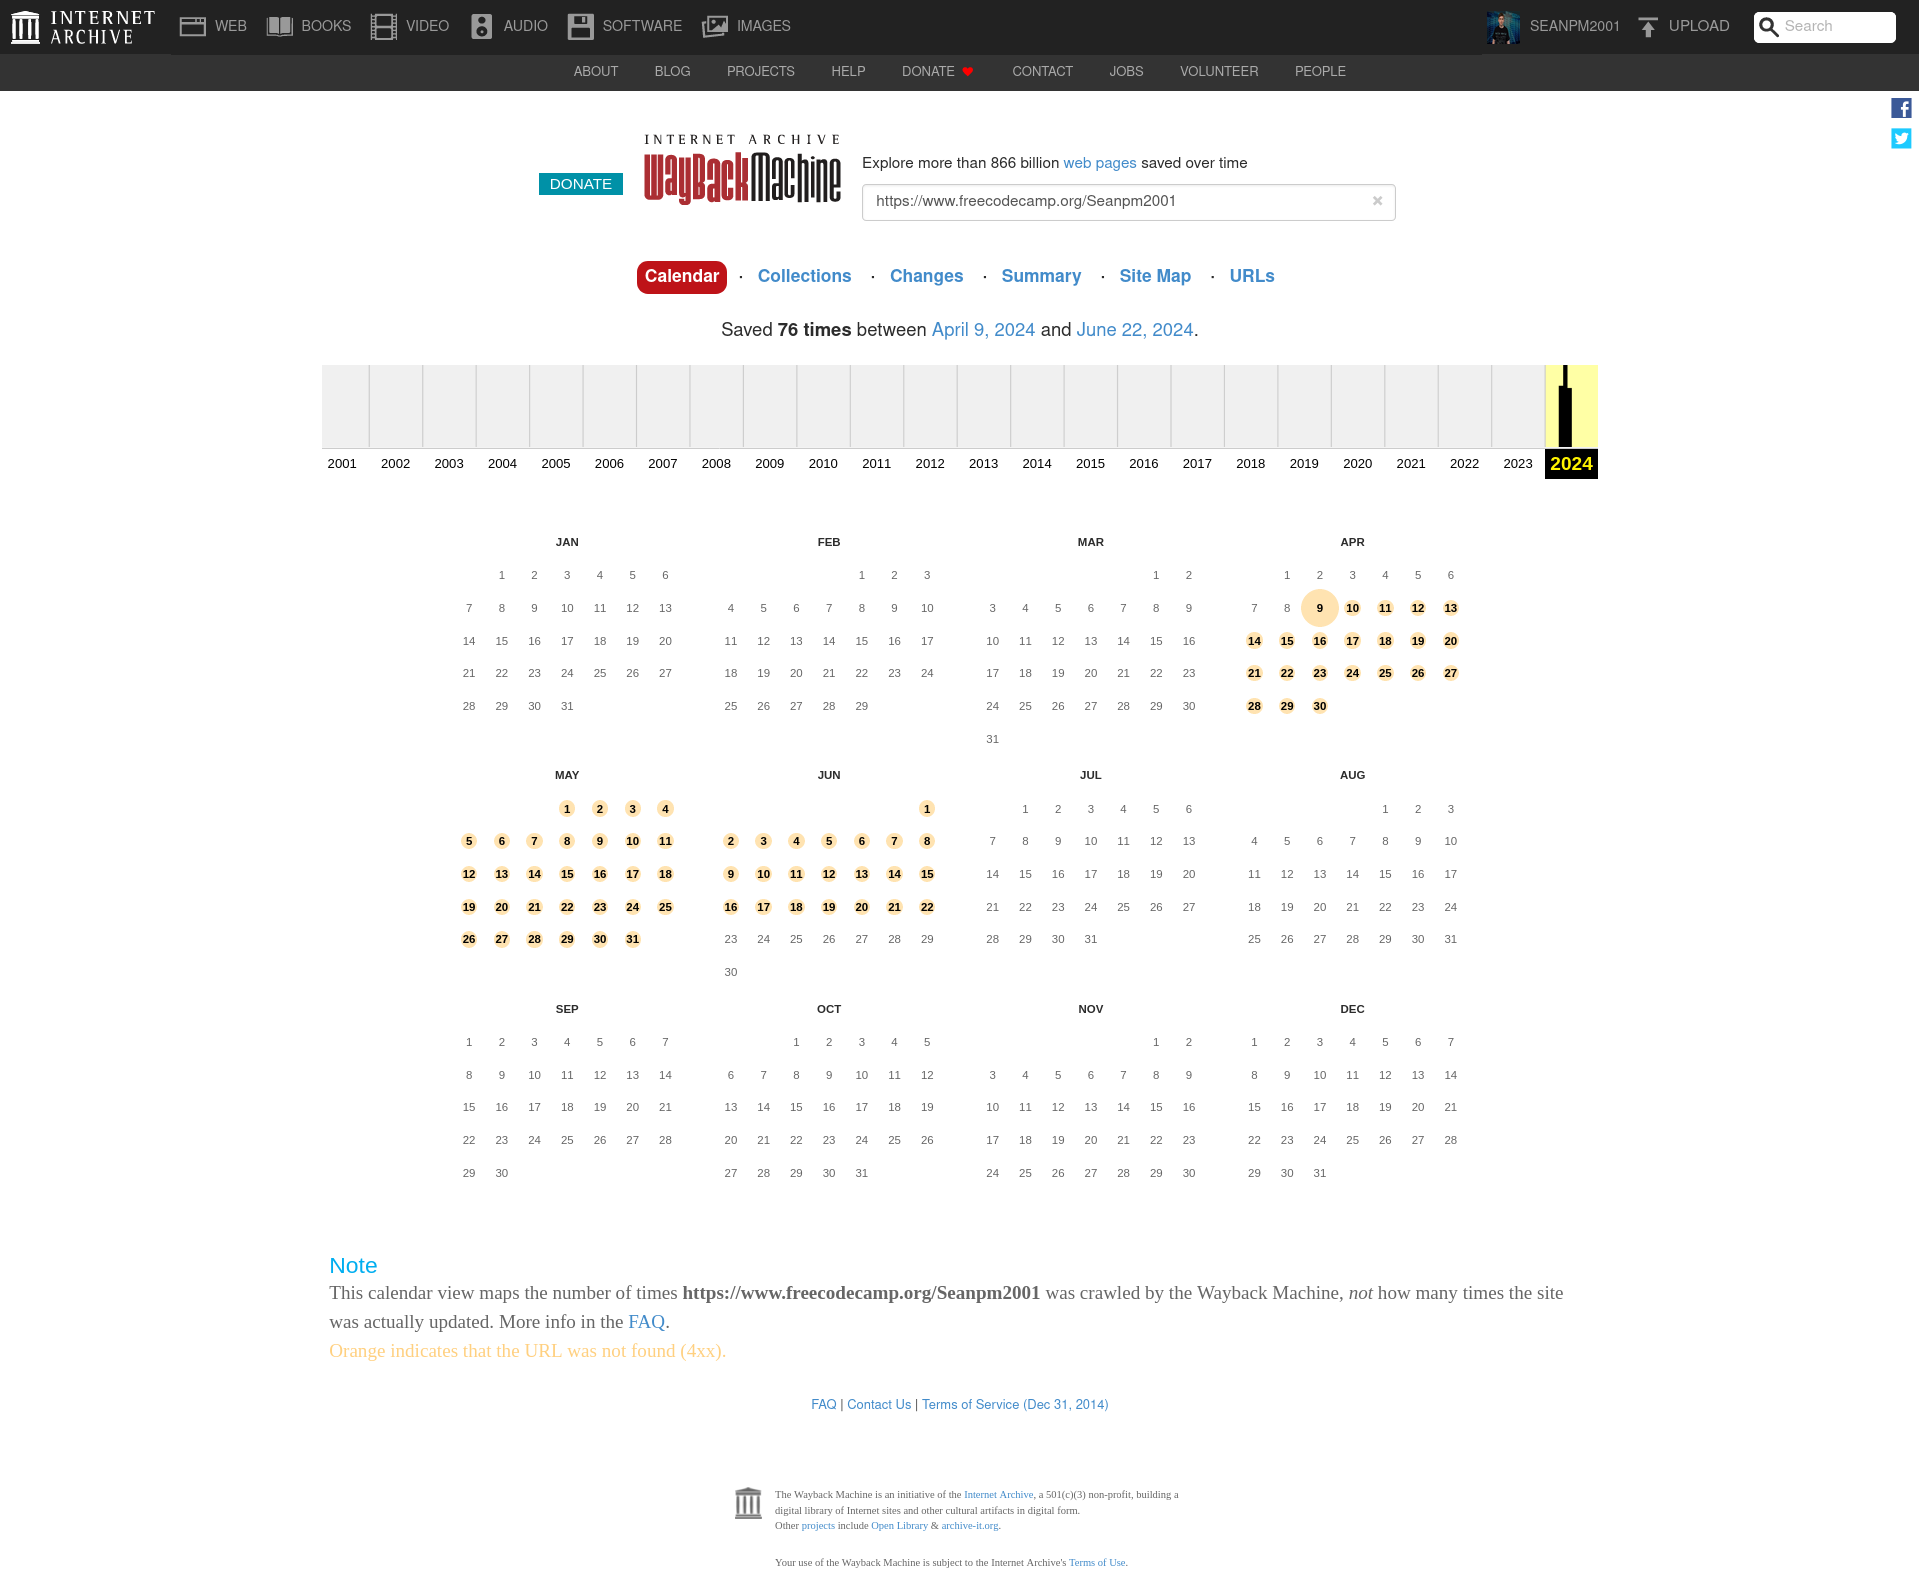 INTERNET ARCHIVE WEB BOOKS VIDEO AUDIO SOFTWARE IMAGES SEANPM2001 UPLOAD Search
ABOUT BLOG PROJECTS HELP DONATE CONTACT JOBS VOLUNTEER PEOPLE
INTERNET ARCHIVE
WayBackMachine
DONATE
Explore more than 866 billion web pages saved over time
https://www.freecodecamp.org/Seanpm2001 ×
Calendar · Collections · Changes · Summary · Site Map · URLs
Saved 76 times between April 9, 2024 and June 22, 2024.
2001 2002 2003 2004 2005 2006 2007 2008 2009 2010 2011 2012 2013 2014 2015 2016 2017 2018 2019 2020 2021 2022 2023 2024
JAN FEB MAR APR
1 2 3 4 5 6 1 2 3 1 2 1 2 3 4 5 6
7 8 9 10 11 12 13 4 5 6 7 8 9 10 3 4 5 6 7 8 9 7 8 9 10 11 12 13
14 15 16 17 18 19 20 11 12 13 14 15 16 17 10 11 12 13 14 15 16 14 15 16 17 18 19 20
21 22 23 24 25 26 27 18 19 20 21 22 23 24 17 18 19 20 21 22 23 21 22 23 24 25 26 27
28 29 30 31 25 26 27 28 29 24 25 26 27 28 29 30 28 29 30
31
MAY JUN JUL AUG
1 2 3 4 1 1 2 3 4 5 6 1 2 3
5 6 7 8 9 10 11 2 3 4 5 6 7 8 7 8 9 10 11 12 13 4 5 6 7 8 9 10
12 13 14 15 16 17 18 9 10 11 12 13 14 15 14 15 16 17 18 19 20 11 12 13 14 15 16 17
19 20 21 22 23 24 25 16 17 18 19 20 21 22 21 22 23 24 25 26 27 18 19 20 21 22 23 24
26 27 28 29 30 31 23 24 25 26 27 28 29 28 29 30 31 25 26 27 28 29 30 31
30
SEP OCT NOV DEC
1 2 3 4 5 6 7 1 2 3 4 5 1 2 1 2 3 4 5 6 7
8 9 10 11 12 13 14 6 7 8 9 10 11 12 3 4 5 6 7 8 9 8 9 10 11 12 13 14
15 16 17 18 19 20 21 13 14 15 16 17 18 19 10 11 12 13 14 15 16 15 16 17 18 19 20 21
22 23 24 25 26 27 28 20 21 22 23 24 25 26 17 18 19 20 21 22 23 22 23 24 25 26 27 28
29 30 27 28 29 30 31 24 25 26 27 28 29 30 29 30 31
Note
This calendar view maps the number of times https://www.freecodecamp.org/Seanpm2001 was crawled by the Wayback Machine, not how many times the site
was actually updated. More info in the FAQ.
Orange indicates that the URL was not found (4xx).
FAQ | Contact Us | Terms of Service (Dec 31, 2014)
The Wayback Machine is an initiative of the Internet Archive, a 501(c)(3) non-profit, building a
digital library of Internet sites and other cultural artifacts in digital form.
Other projects include Open Library & archive-it.org.
Your use of the Wayback Machine is subject to the Internet Archive's Terms of Use.